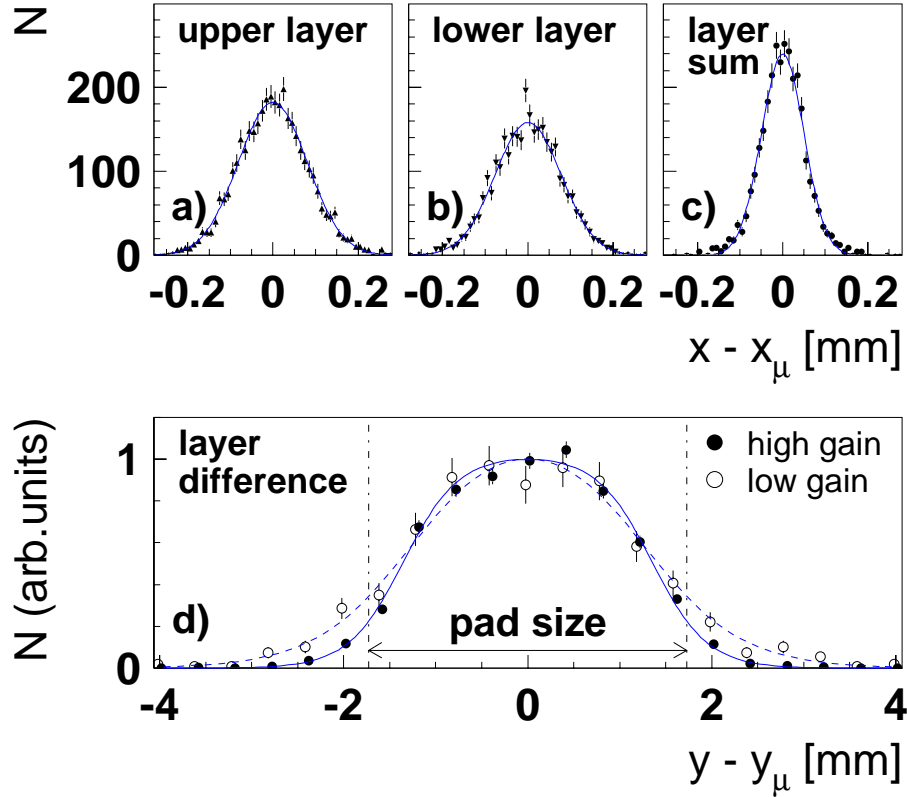 N
upper layer
lower layer
layer
sum
200
100
0
a)
b)
c)
-0.2 0 0.2
-0.2 0 0.2
-0.2 0 0.2
x - xμ [mm]
N (arb.units)
layer
difference
high gain
low gain
1
0
d)
pad size
-4 -2 0 2 4
y - yμ [mm]